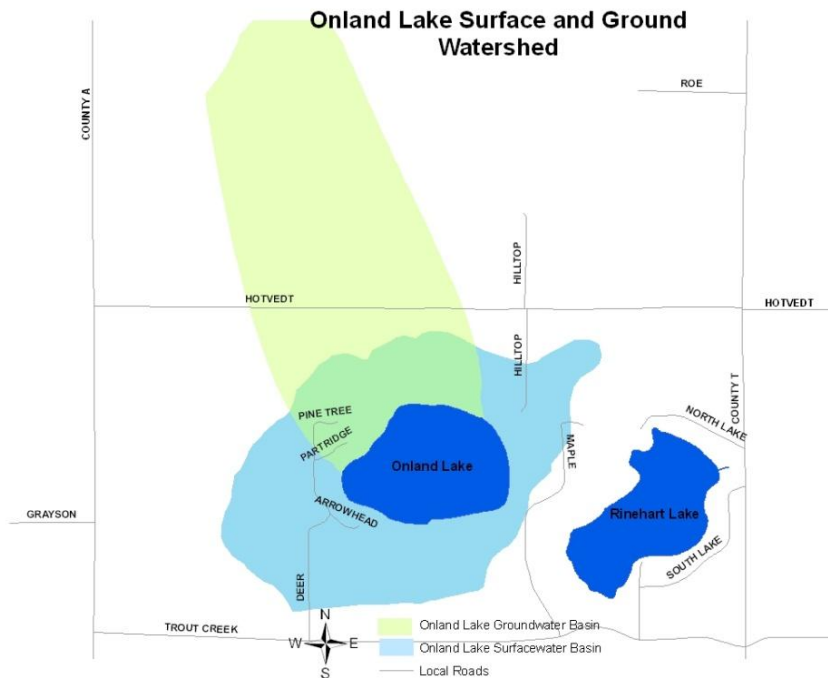 Onland Lake Surface and Ground
Watershed
ROE
COUNTY A
HILLTOP
HOTVEDT
HOTVEDT
HILLTOP
COUNTY T
PINE TREE
NORTH LAKE
PARTRIDGE
MAPLE
Onland Lake
GRAYSON
ARROWHEAD
Rinehart Lake
SOUTH LAKE
DEER
TROUT CREEK
N
W E
S
Onland Lake Groundwater Basin
Onland Lake Surfacewater Basin
Local Roads